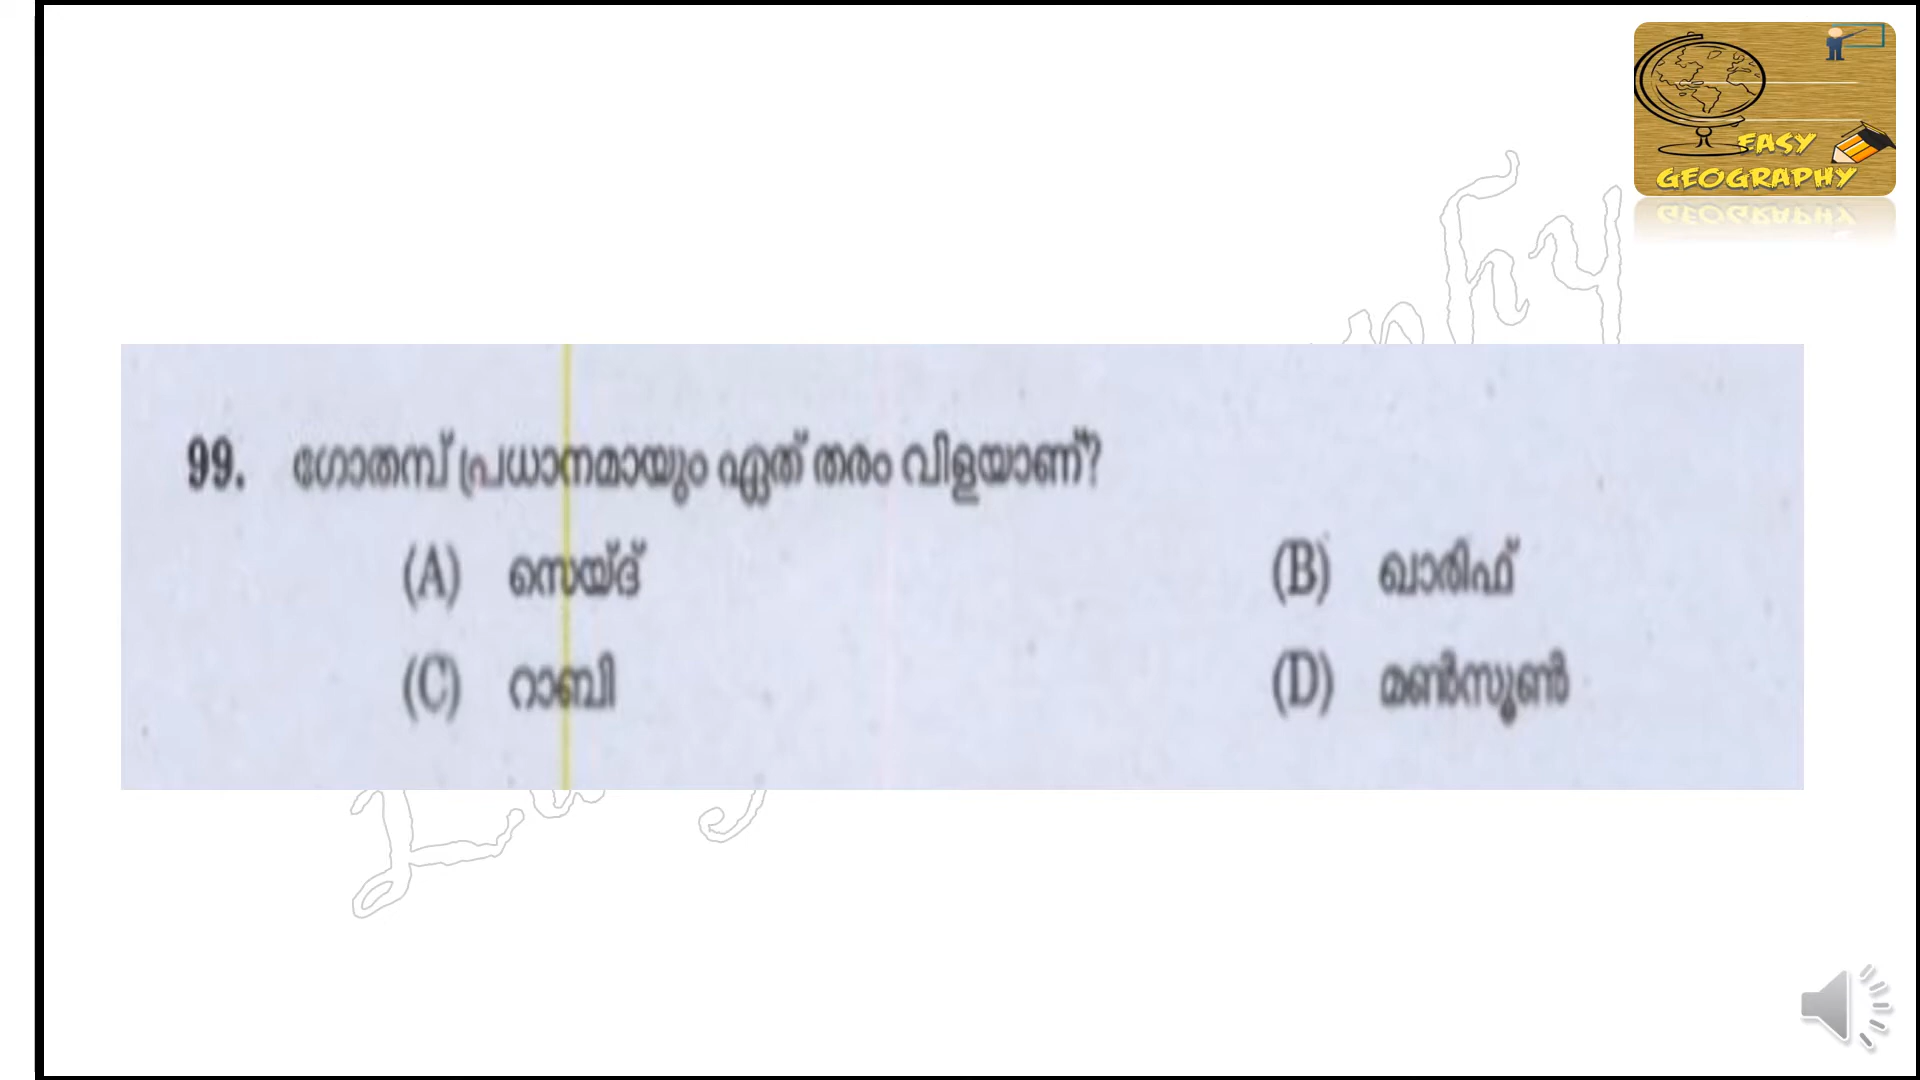 EASY
GEOGRAPHY
99. ഗോതമ്പ് പ്രധാനമായും ഏത് തരം വിളയാണ്?
(A) സെയ്ദ് (B) ഖാരിഫ്
(C) റാബി (D) മൺസൂൺ